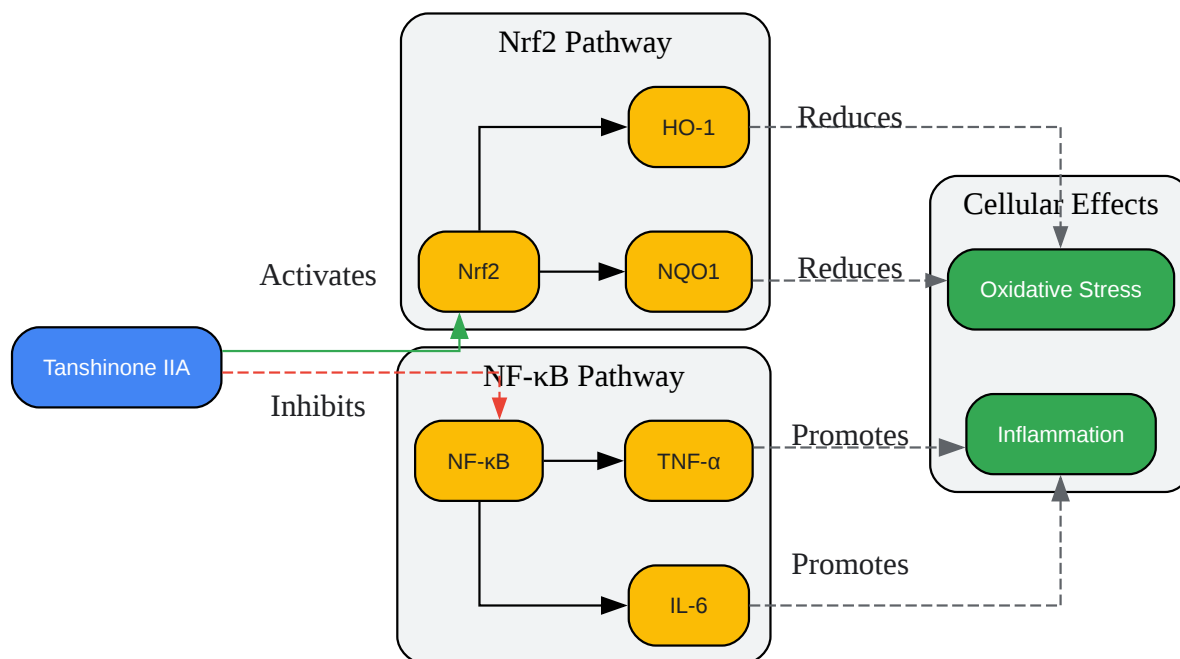 Nrf2 Pathway
HO-1
Reduces
Cellular Effects
Activates
Nrf2
NQO1
Reduces
Oxidative Stress
Tanshinone IIA
NF-κB Pathway
Inhibits
NF-κB
TNF-α
Promotes
Inflammation
Promotes
IL-6